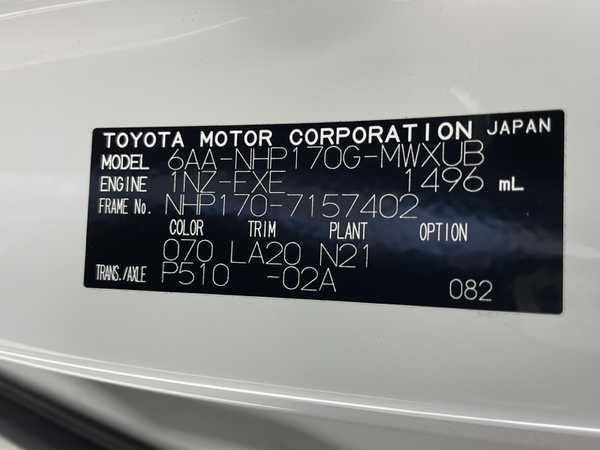 TOYOTA MOTOR CORPORATION JAPAN
MODEL 6AA-NHP170G-MWXUB
ENGINE 1NZ-FXE 1496 mL
FRAME No. NHP170-7157402
COLOR TRIM PLANT OPTION
070 LA20 N21
TRANS./AXLE P510 -02A
082